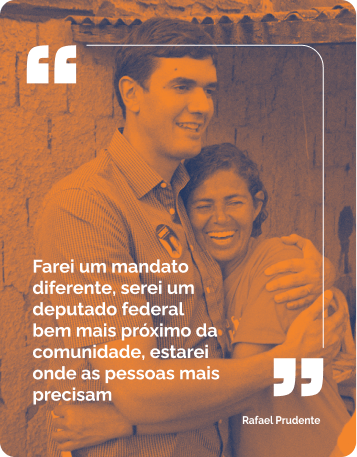 Farei um mandato
diferente, serei um
deputado federal
bem mais próximo da
comunidade, estarei
onde as pessoas mais
precisam
Rafael Prudente